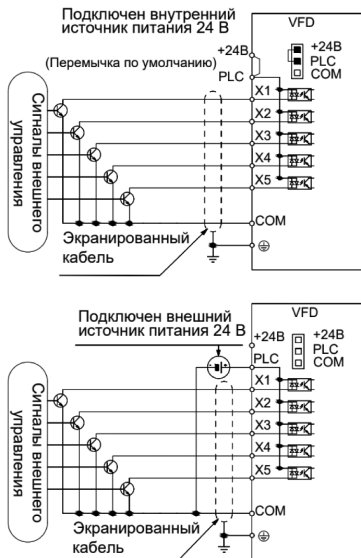 Подключен внутренний
источник питания 24 В
VFD
+24В
+24В
PLC
COM
(Перемычка по умолчанию)
PLC
X1
X2
X3
X4
X5
COM
Сигналы внешнего
управления
Экранированный
кабель
VFD
Подключен внешний
источник питания 24 В
+24В
+24В
PLC
COM
PLC
X1
X2
X3
X4
X5
COM
Сигналы внешнего
управления
Экранированный
кабель